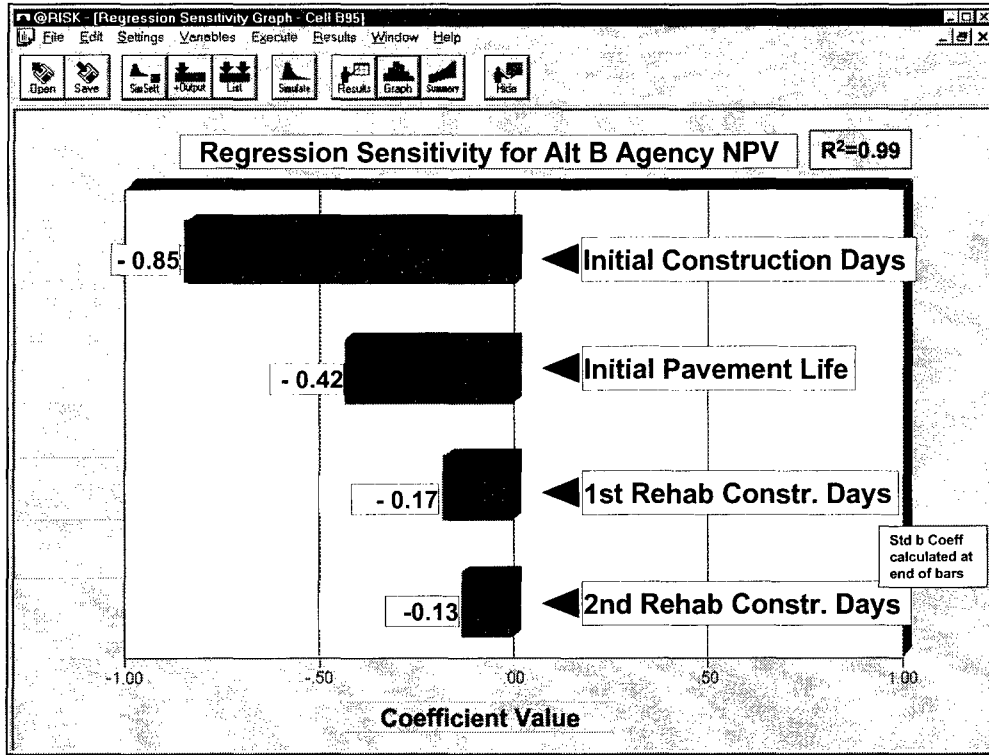 @RISK - [Regression Sensitivity Graph - Cell B95]
File Edit Settings Variables Execute Results Window Help
Open Save SimSett +Output List Simulate Results Graph Summary Hide
Regression Sensitivity for Alt B Agency NPV
R²=0.99
- 0.85
Initial Construction Days
- 0.42
Initial Pavement Life
- 0.17
1st Rehab Constr. Days
Std b Coeff
calculated at
end of bars
-0.13
2nd Rehab Constr. Days
-1.00 -.50 .00 .50 1.00
Coefficient Value